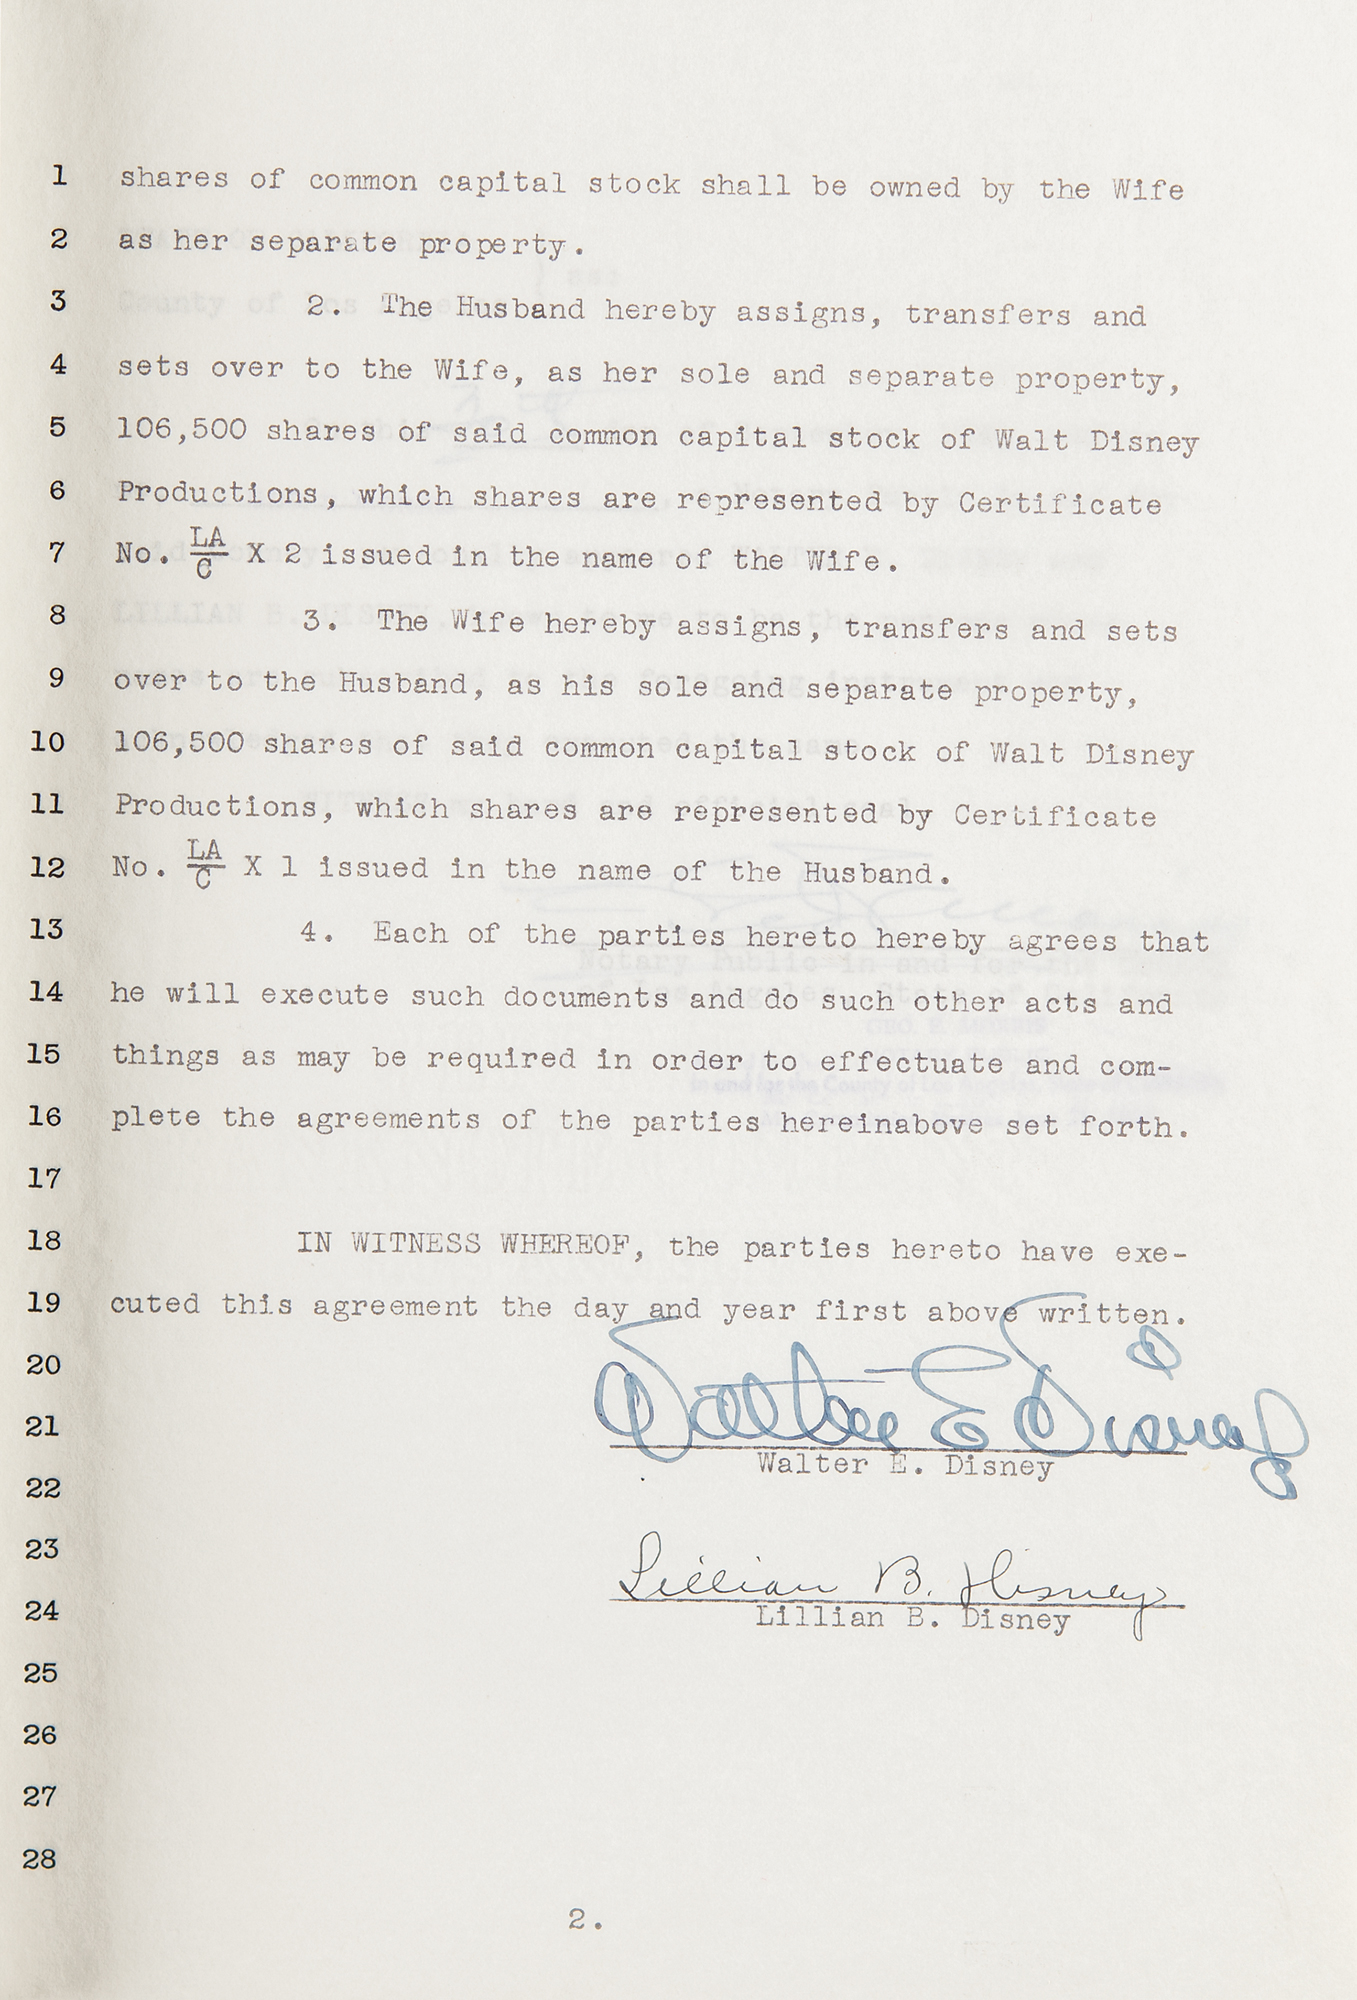 1 shares of common capital stock shall be owned by the Wife
2 as her separate property.
3 2. The Husband hereby assigns, transfers and
4 sets over to the Wife, as her sole and separate property,
5 106,500 shares of said common capital stock of Walt Disney
6 Productions, which shares are represented by Certificate
7 No. LA/C X 2 issued in the name of the Wife.
8 3. The Wife hereby assigns, transfers and sets
9 over to the Husband, as his sole and separate property,
10 106,500 shares of said common capital stock of Walt Disney
11 Productions, which shares are represented by Certificate
12 No. LA/C X 1 issued in the name of the Husband.
13 4. Each of the parties hereto hereby agrees that
14 he will execute such documents and do such other acts and
15 things as may be required in order to effectuate and com-
16 plete the agreements of the parties hereinabove set forth.
17
18 IN WITNESS WHEREOF, the parties hereto have exe-
19 cuted this agreement the day and year first above written.
20
21 Walter E Disney
Walter E. Disney
22
23
24 Lillian B. Disney
Lillian B. Disney
25
26
27
28
2.